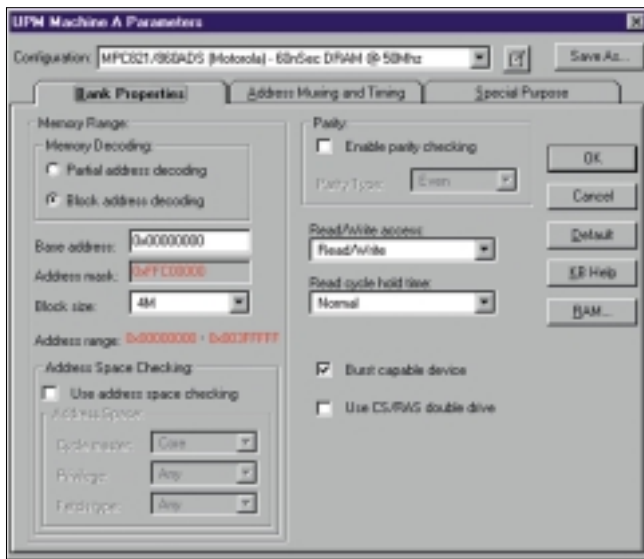 UPM Machine A Parameters
Configuration: MPC821/860ADS (Motorola) - 60nSec DRAM @ 50Mhz
Save As...
Bank Properties
Address Muxing and Timing
Special Purpose
Memory Range:
Memory Decoding:
Partial address decoding
Block address decoding
Base address: 0x00000000
Address mask: 0xFFC00000
Block size: 4M
Address range: 0x00000000 - 0x003FFFFF
Address Space Checking:
Use address space checking
Address Space:
Cycle master: Core
Privilege: Any
Fetch type: Any
Parity:
Enable parity checking
Parity Type: Even
Read/Write access:
Read/Write
Read cycle hold time:
Normal
Burst capable device
Use CS/RAS double drive
OK
Cancel
Default
KB Help
RAM...